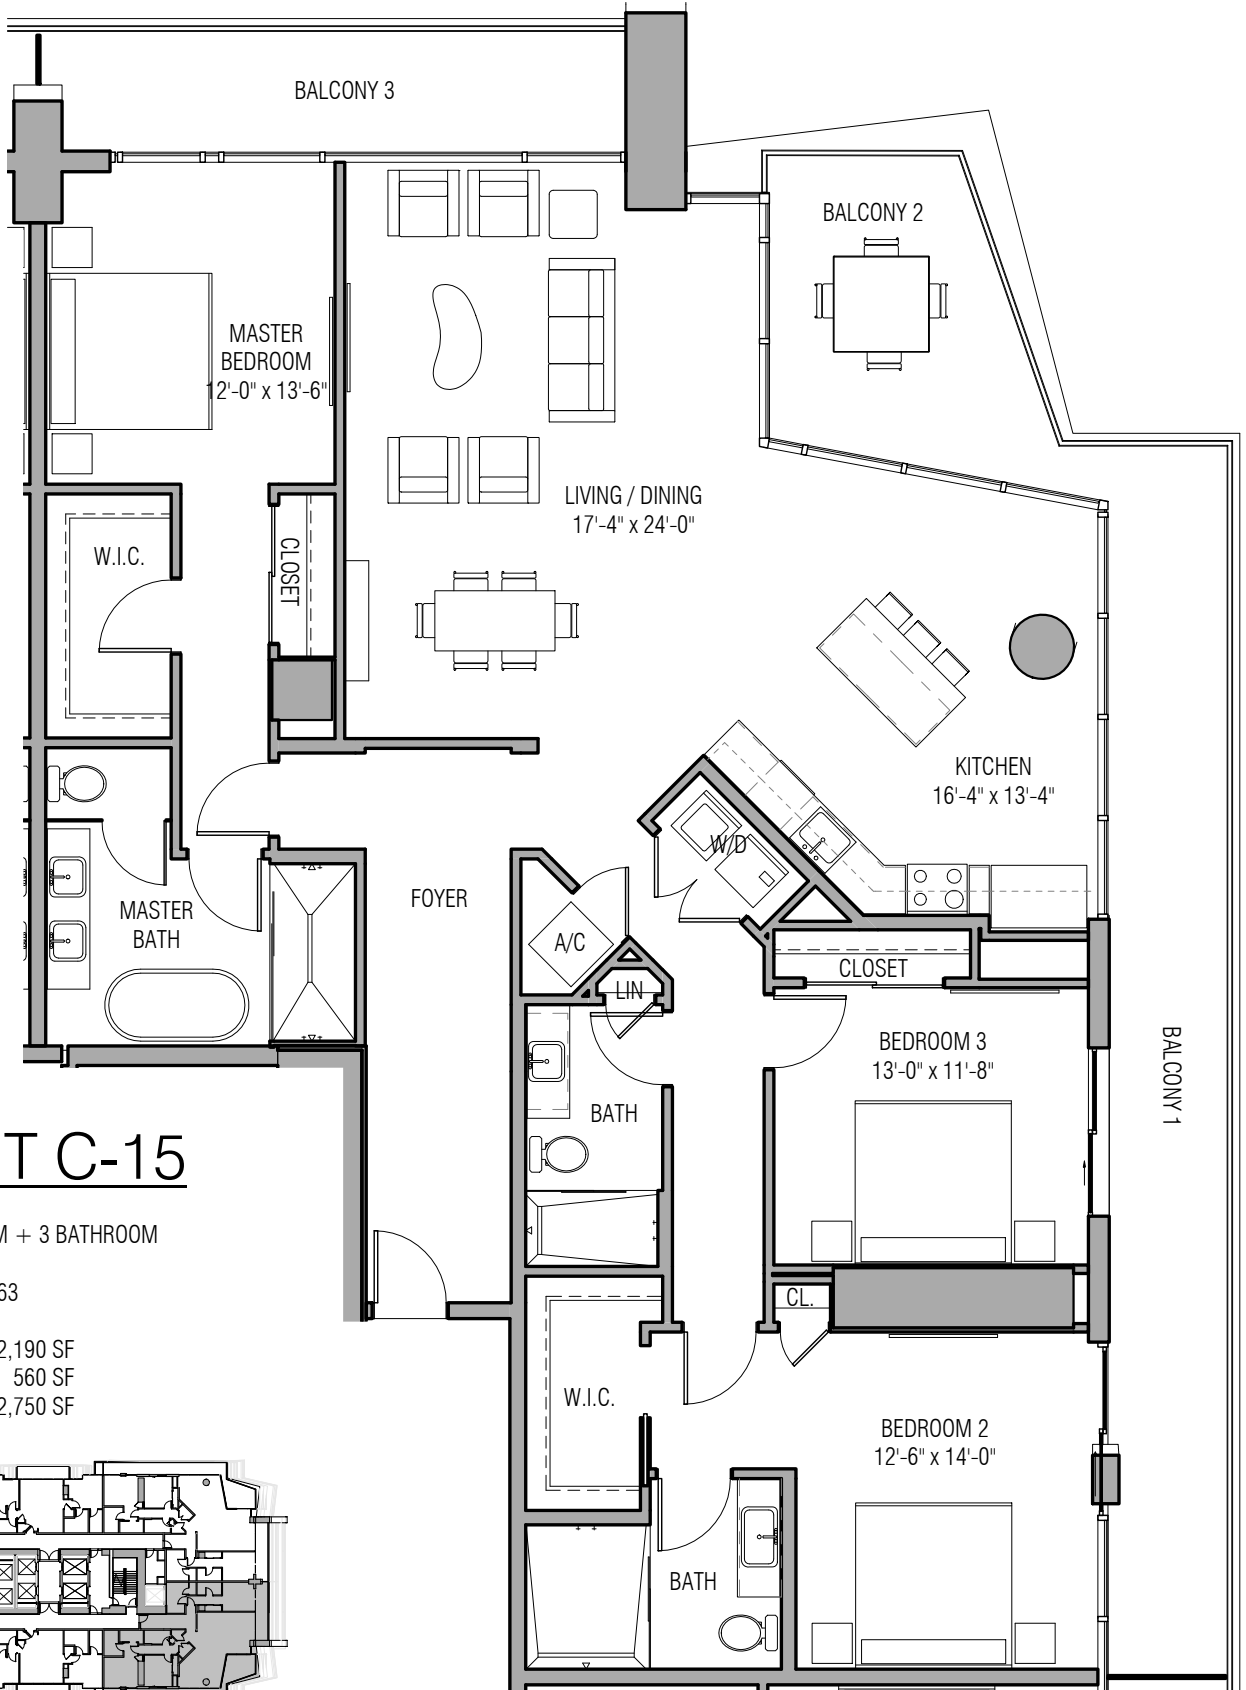 BALCONY 3
BALCONY 2
MASTER
BEDROOM
12'-0" x 13'-6"
LIVING / DINING
17'-4" x 24'-0"
W.I.C.
CLOSET
KITCHEN
16'-4" x 13'-4"
W/D
FOYER
MASTER
BATH
A/C
CLOSET
LIN
BEDROOM 3
13'-0" x 11'-8"
BALCONY 1
BATH
T C-15
M + 3 BATHROOM
63
2,190 SF
560 SF
2,750 SF
CL.
W.I.C.
BEDROOM 2
12'-6" x 14'-0"
BATH